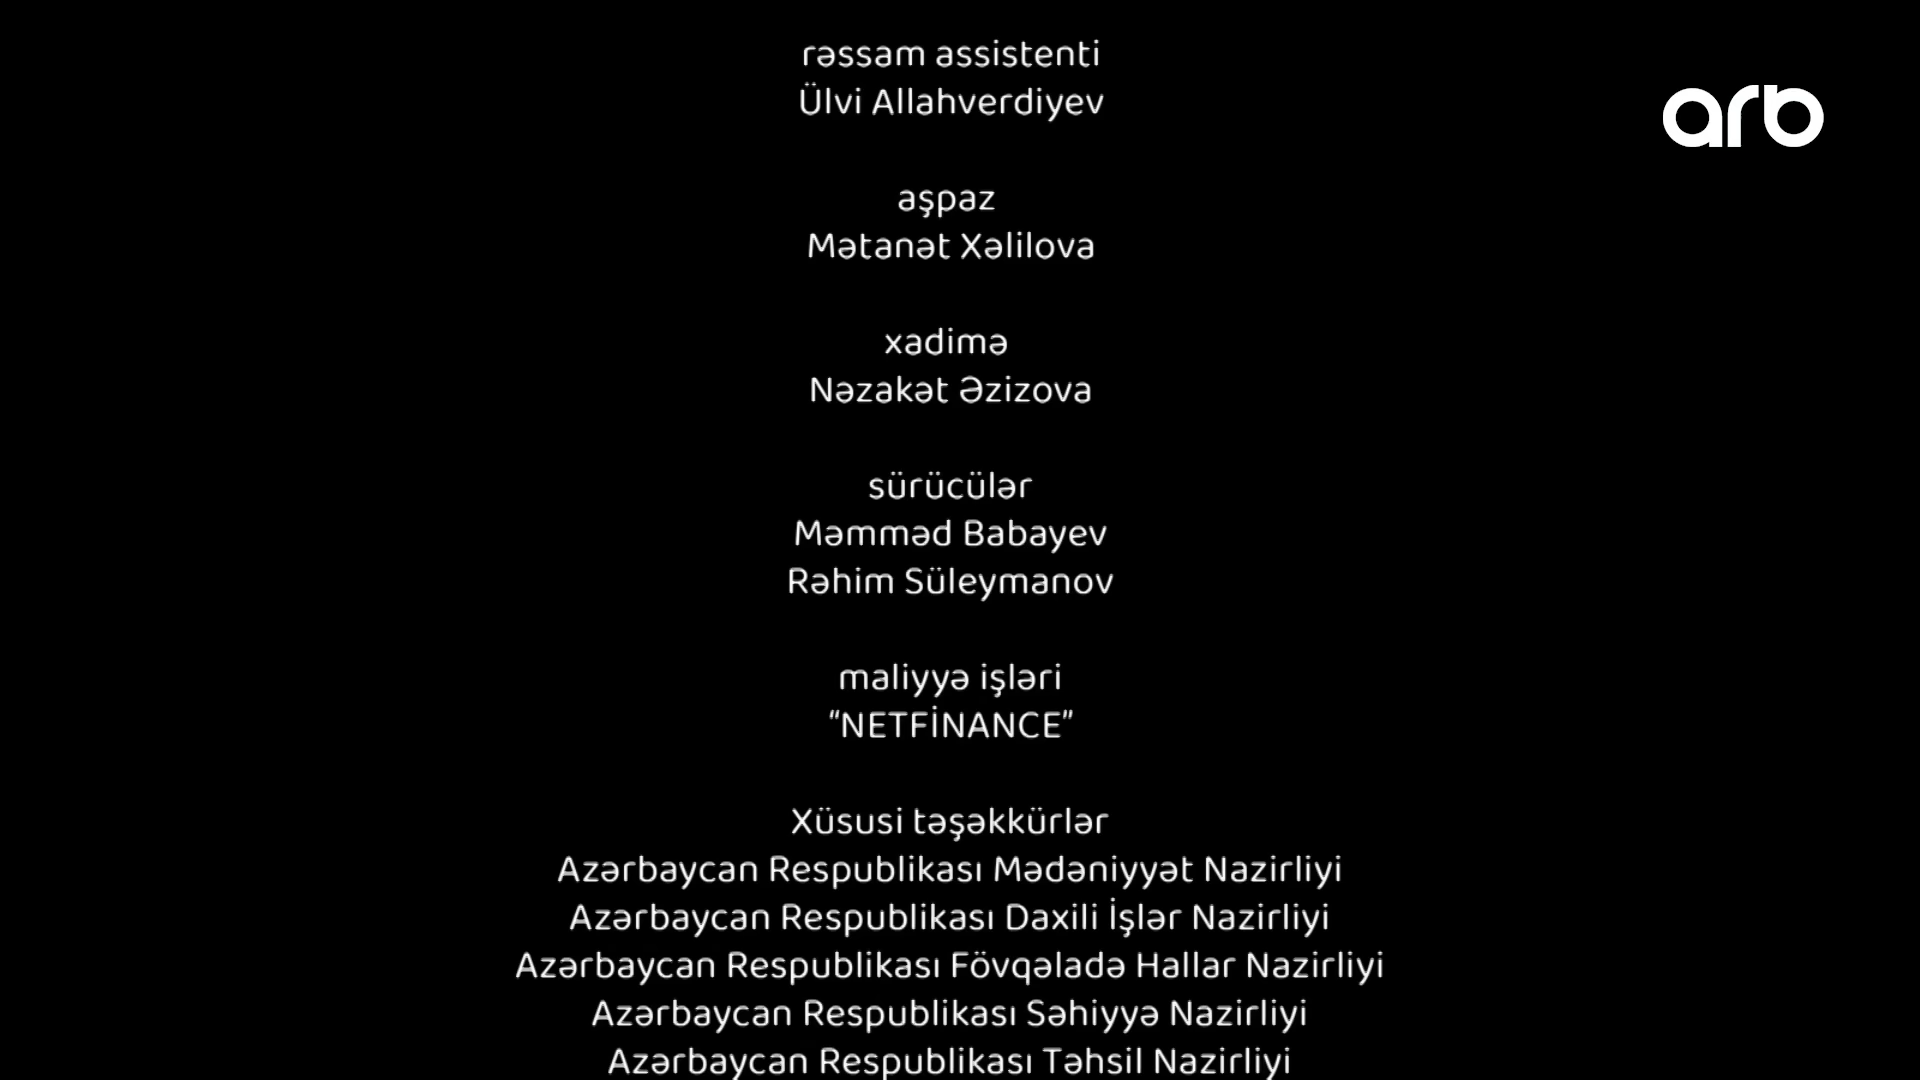 rəssam assistenti
Ülvi Allahverdiyev
arb
aşpaz
Mətanət Xəlilova
xadimə
Nəzakət Əzizova
sürücülər
Məmməd Babayev
Rəhim Süleymanov
maliyyə işləri
“NETFİNANCE”
Xüsusi təşəkkürlər
Azərbaycan Respublikası Mədəniyyət Nazirliyi
Azərbaycan Respublikası Daxili İşlər Nazirliyi
Azərbaycan Respublikası Fövqəladə Hallar Nazirliyi
Azərbaycan Respublikası Səhiyyə Nazirliyi
Azərbaycan Respublikası Təhsil Nazirliyi